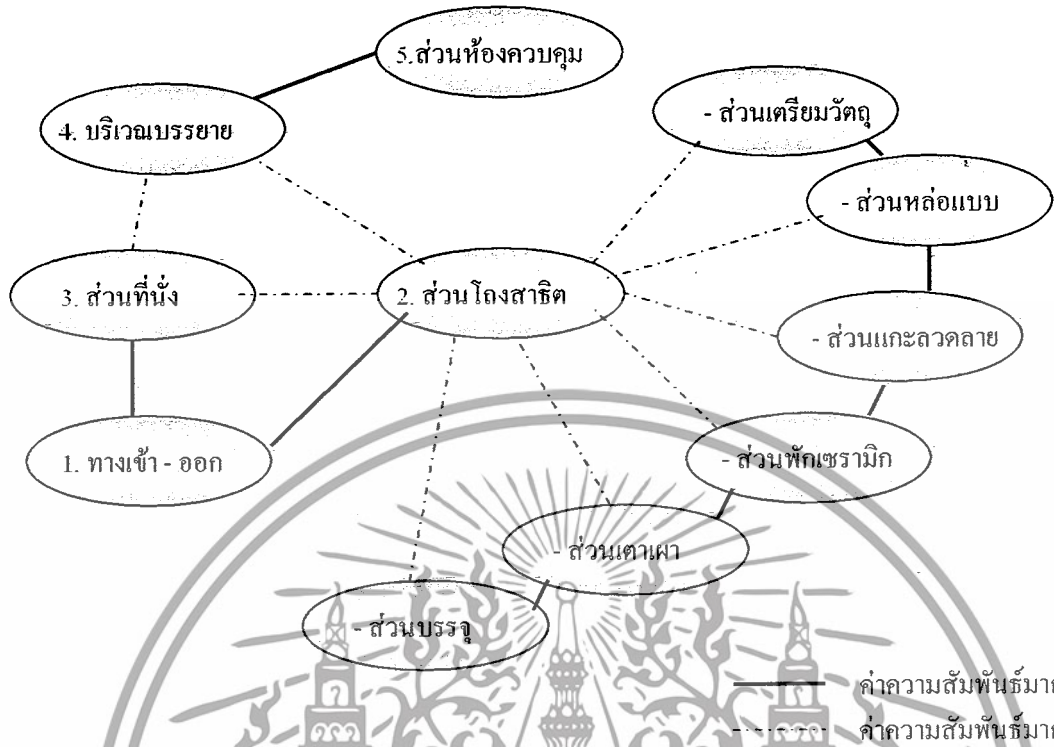 5.ส่วนห้องควบคุม
- ส่วนเตรียมวัตถุ
4. บริเวณบรรยาย
- ส่วนหล่อแบบ
3. ส่วนที่นั่ง
2. ส่วนโถงสาธิต
- ส่วนแกะลวดลาย
1. ทางเข้า - ออก
- ส่วนพักเซรามิก
- ส่วนเตาเผา
- ส่วนบรรจุ
ค่าความสัมพันธ์มาก
ค่าความสัมพันธ์มาก